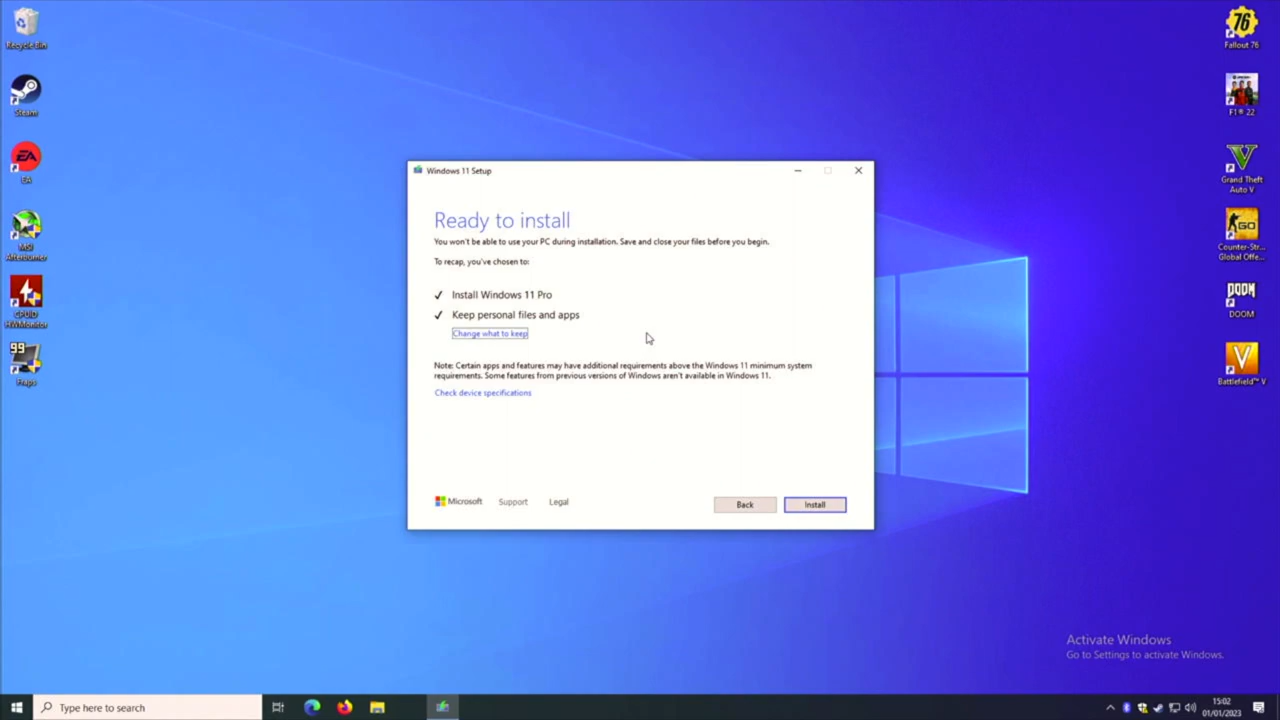 Recycle Bin
Steam
EA
EA
MSI
Afterburner
CPUID
HWMonitor
99
Fraps
Windows 11 Setup
Ready to install
You won't be able to use your PC during installation. Save and close your files before you begin.
To recap, you've chosen to:
Install Windows 11 Pro
Keep personal files and apps
Change what to keep
Note: Certain apps and features may have additional requirements above the Windows 11 minimum system
requirements. Some features from previous versions of Windows aren't available in Windows 11.
Check device specifications
Microsoft
Support
Legal
Back
Install
76
Fallout 76
F1® 22
V
Grand Theft
Auto V
GO
Counter-Str...
Global Offe...
DOOM
DOOM
V
Battlefield™ V
Activate Windows
Go to Settings to activate Windows.
Type here to search
15:02
01/01/2023